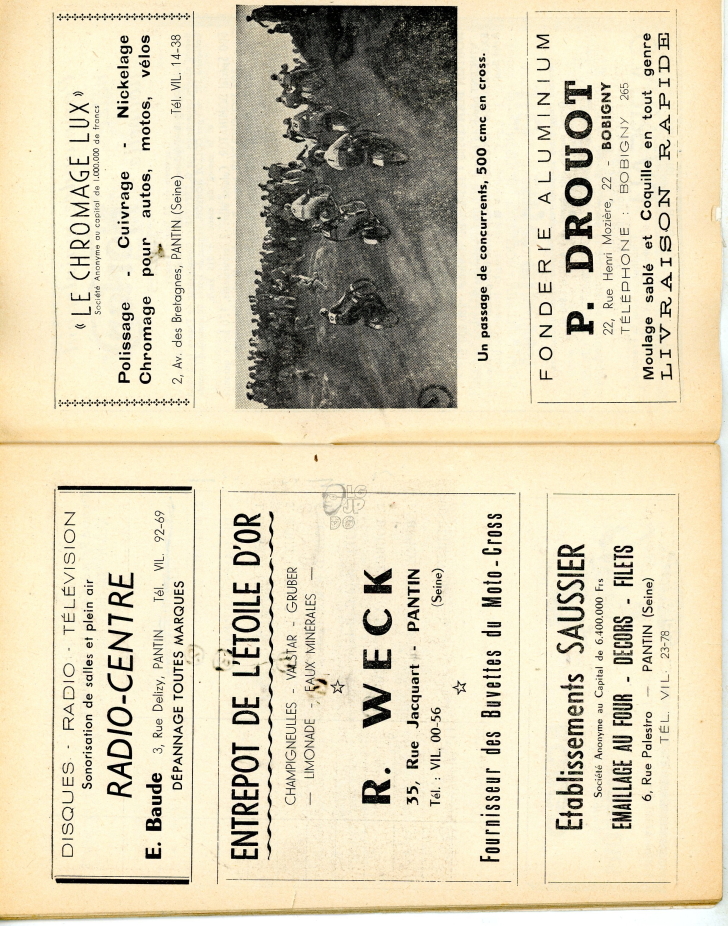 DISQUES - RADIO - TÉLÉVISION
Sonorisation de salles et plein air
RADIO-CENTRE
E. Baude 3, Rue Delizy, PANTIN Tél. VIL. 92-69
DÉPANNAGE TOUTES MARQUES
ENTREPOT DE L'ÉTOILE D'OR
CHAMPIGNEULLES - VALSTAR - GRUBER
— LIMONADE - EAUX MINÉRALES —
R. WECK
35, Rue Jacquart - PANTIN
Tél. : VIL. 00-56 (Seine)
Fournisseur des Buvettes du Moto-Cross
Etablissements SAUSSIER
Société Anonyme au Capital de 6.400.000 Frs
EMAILLAGE AU FOUR - DECORS - FILETS
6, Rue Palestro — PANTIN (Seine)
TÉL. VIL. 23-78
« LE CHROMAGE LUX »
Société Anonyme au capital de 1.000.000 de francs
Polissage - Cuivrage - Nickelage
Chromage pour autos, motos, vélos
2, Av. des Bretagnes, PANTIN (Seine) Tél. VIL. 14-38
Un passage de concurrents, 500 cmc en cross.
FONDERIE ALUMINIUM
P. DROUOT
22, Rue Henri Mozière, 22 - BOBIGNY
TÉLÉPHONE : BOBIGNY 265
Moulage sablé et Coquille en tout genre
LIVRAISON RAPIDE